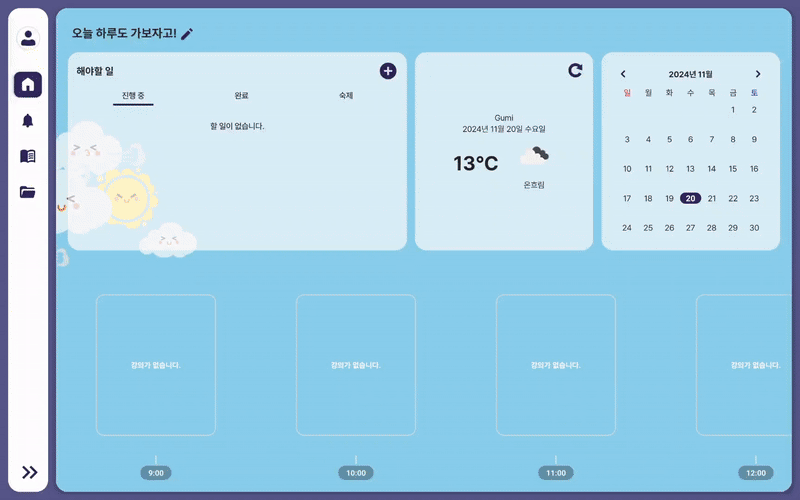 오늘 하루도 가보자고!
해야할 일
진행 중 완료 숙제
할 일이 없습니다.
Gumi
2024년 11월 20일 수요일
13°C
온흐림
2024년 11월
일 월 화 수 목 금 토
1 2
3 4 5 6 7 8 9
10 11 12 13 14 15 16
17 18 19 20 21 22 23
24 25 26 27 28 29 30
강의가 없습니다. 강의가 없습니다. 강의가 없습니다. 강의가 없습니다.
9:00 10:00 11:00 12:00